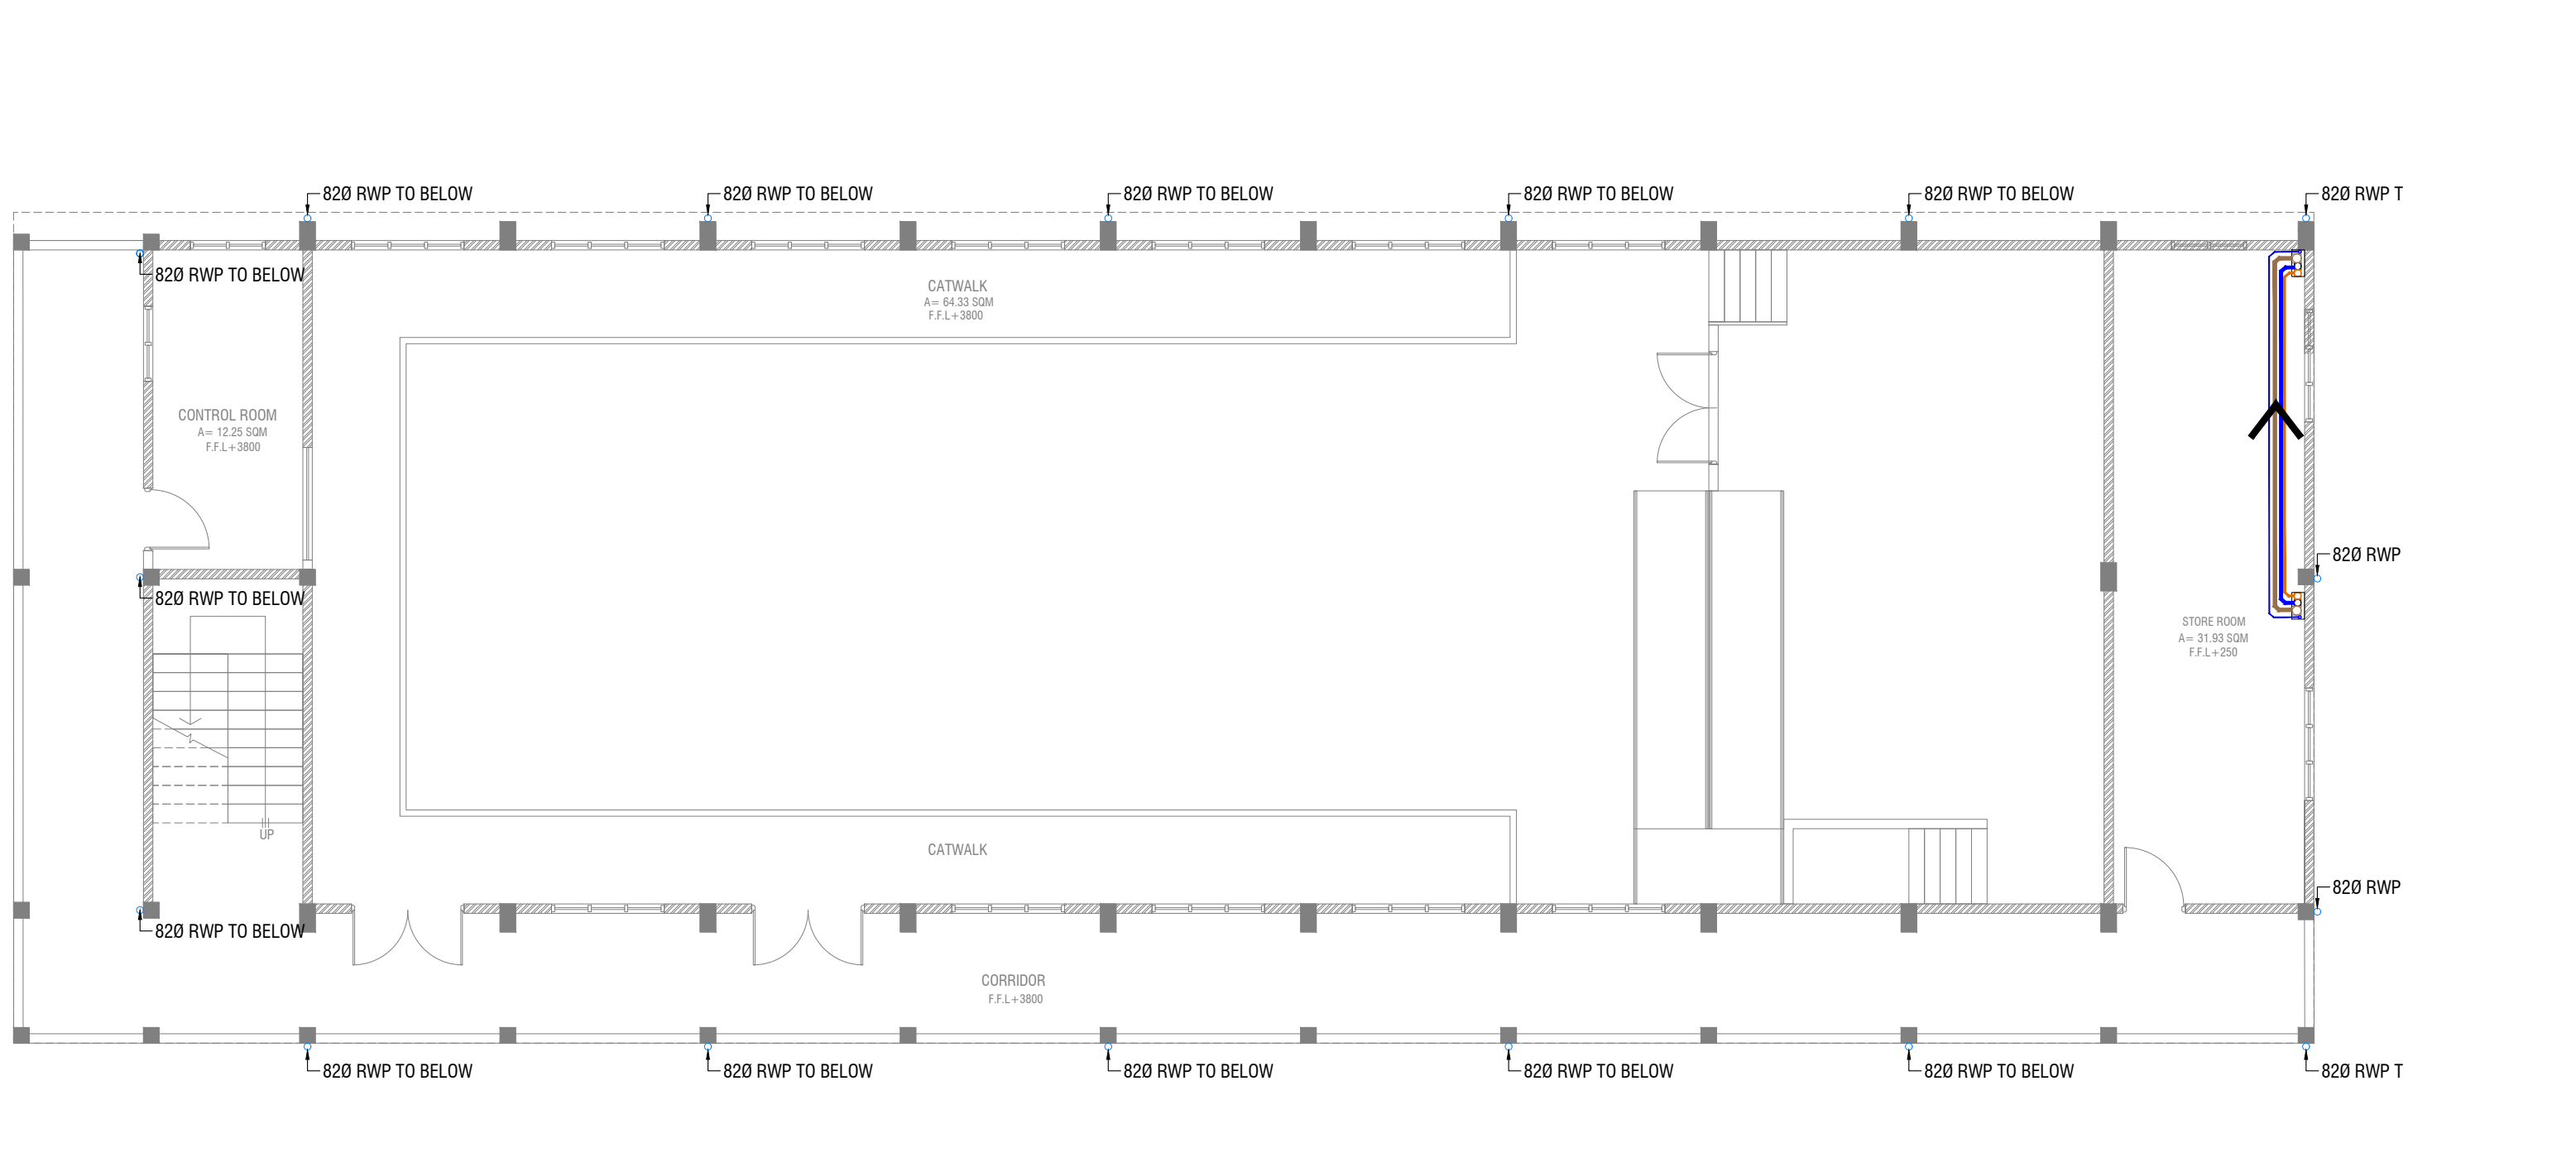 82Ø RWP TO BELOW
82Ø RWP TO BELOW
82Ø RWP TO BELOW
82Ø RWP TO BELOW
82Ø RWP TO BELOW
82Ø RWP T
82Ø RWP TO BELOW
CATWALK
A= 64.33 SQM
F.F.L+3800
CONTROL ROOM
A= 12.25 SQM
F.F.L+3800
82Ø RWP
82Ø RWP TO BELOW
STORE ROOM
A= 31.93 SQM
F.F.L+250
UP
CATWALK
82Ø RWP
82Ø RWP TO BELOW
CORRIDOR
F.F.L+3800
82Ø RWP TO BELOW
82Ø RWP TO BELOW
82Ø RWP TO BELOW
82Ø RWP TO BELOW
82Ø RWP TO BELOW
82Ø RWP T